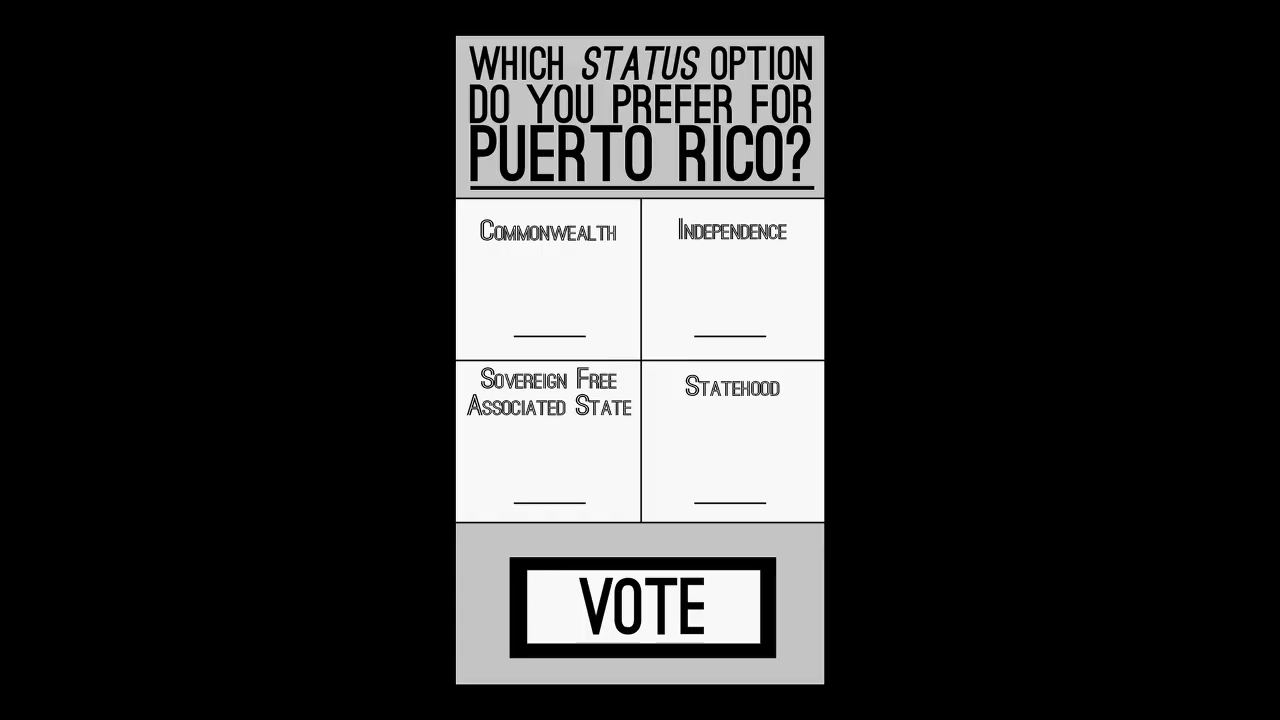 WHICH STATUS OPTION
DO YOU PREFER FOR
PUERTO RICO?
COMMONWEALTH
INDEPENDENCE
SOVEREIGN FREE
ASSOCIATED STATE
STATEHOOD
VOTE